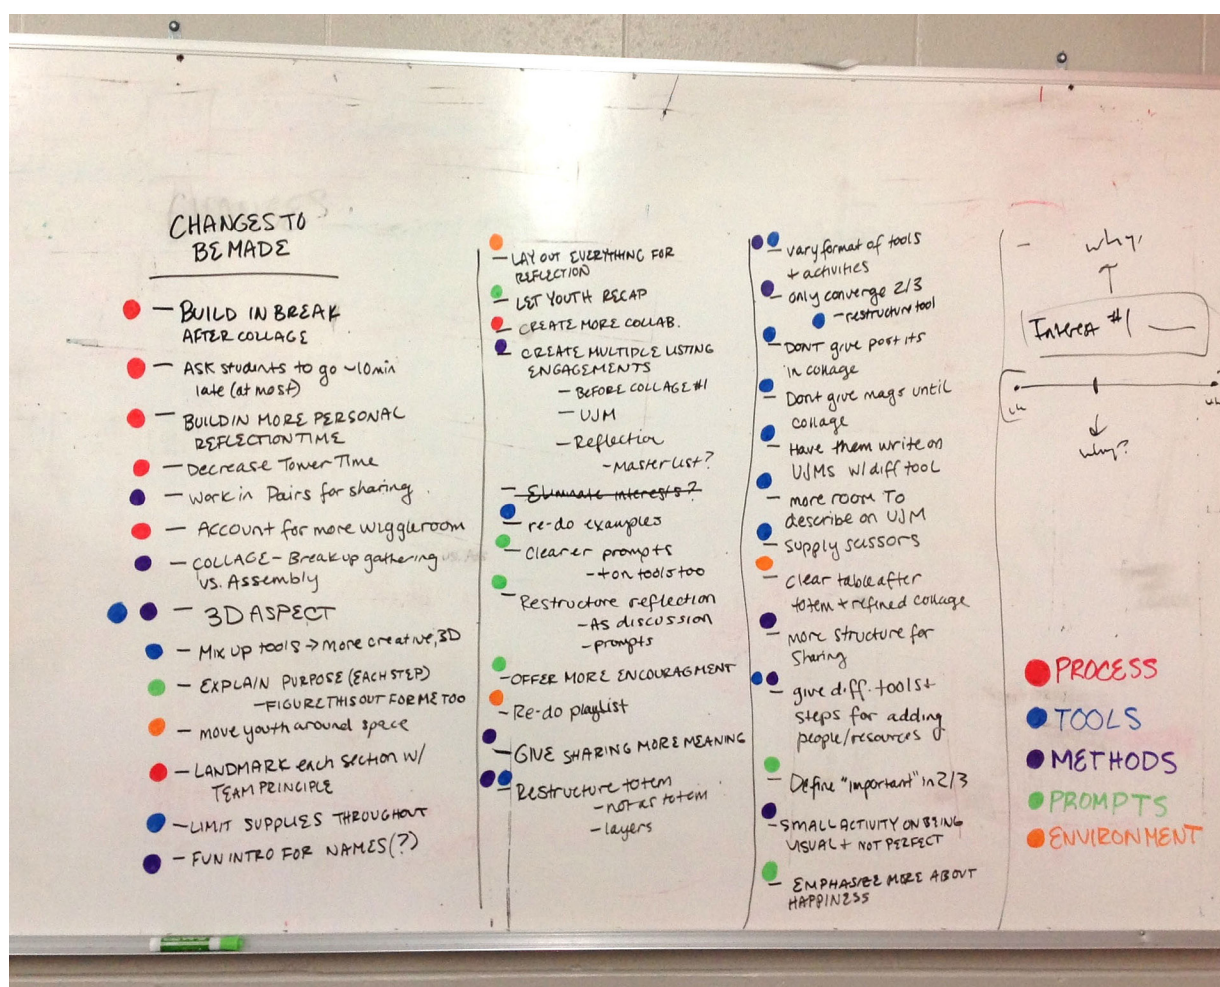 CHANGES TO
BE MADE
– BUILD IN BREAK
AFTER COLLAGE
– ASK students to go ~10min
late (at most)
– BUILD IN MORE PERSONAL
REFLECTION TIME
– Decrease Tower Time
– Work in Pairs for sharing.
– Account for more wiggleroom
– COLLAGE – Break up gathering
vs. Assembly
– 3D ASPECT
– Mix up tools → More creative, 3D
– EXPLAIN PURPOSE (EACH STEP)
– FIGURE THIS OUT FOR ME TOO
– move youth around space
– LANDMARK each section w/
TEAM PRINCIPLE
– LIMIT SUPPLIES THROUGHOUT
– FUN INTRO FOR NAMES (?)
– LAY OUT EVERYTHING FOR
REFLECTION
– LET YOUTH RECAP
– CREATE MORE COLLAB.
– CREATE MULTIPLE LISTING
ENGAGEMENTS
– BEFORE COLLAGE #1
– UJM
– Reflection
– Master list?
– Eliminate interests?
– re-do examples
– Clearer prompts
– + on tools too
– Restructure reflection
– AS discussion
– prompts
– OFFER MORE ENCOURAGMENT
– Re-do playlist
– GIVE SHARING MORE MEANING
– Restructure totem
– not as totem
– layers
– vary format of tools
+ activities
– only converge 2/3
– restructure tool
– DONT give post its
in collage
– Dont give mags until
collage
– Have them write on
UJMs w/ diff tool
– more room to
describe on UJM
– supply scissors
– clear table after
totem + refined collage
– more structure for
sharing
– give diff. tools +
steps for adding
people/resources
– Define "important" in 2/3
– SMALL ACTIVITY ON BEING
VISUAL + NOT PERFECT
– EMPHASIZE MORE ABOUT
HAPPINESS
– why,
Interest #1 —
why?
PROCESS
TOOLS
METHODS
PROMPTS
ENVIRONMENT